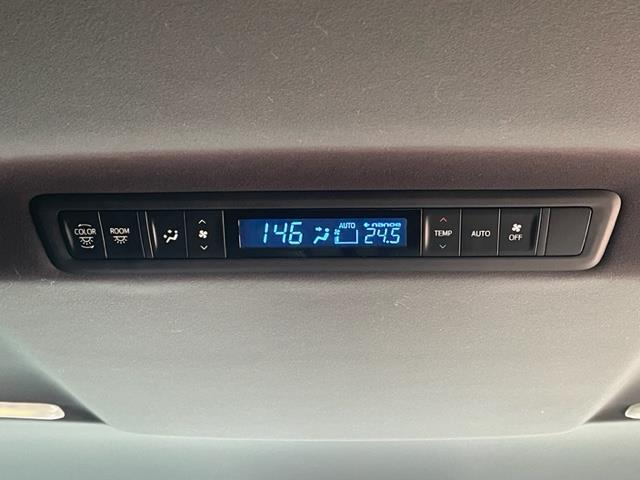 COLOR
ROOM
146
AUTO
nanoe
24.5
TEMP
AUTO
OFF